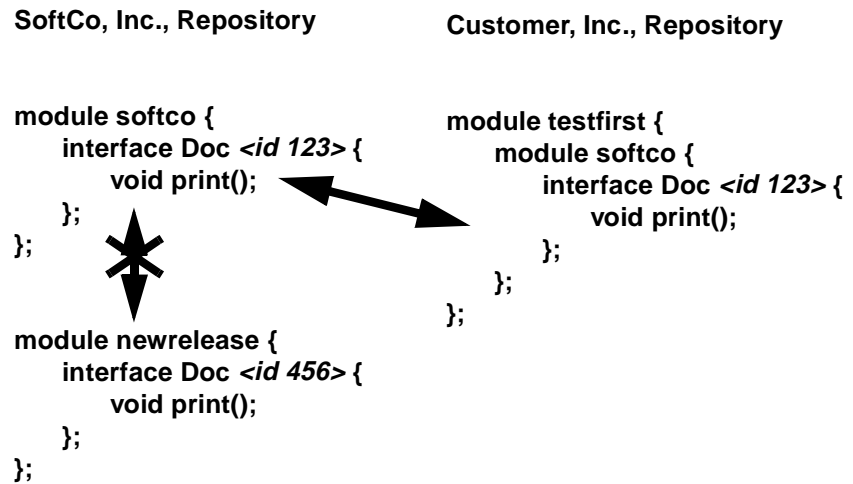 SoftCo, Inc., Repository
module softco {
interface Doc <id 123> {
void print();
};
};
module newrelease {
interface Doc <id 456> {
void print();
};
};
Customer, Inc., Repository
module testfirst {
module softco {
interface Doc <id 123> {
void print();
};
};
};